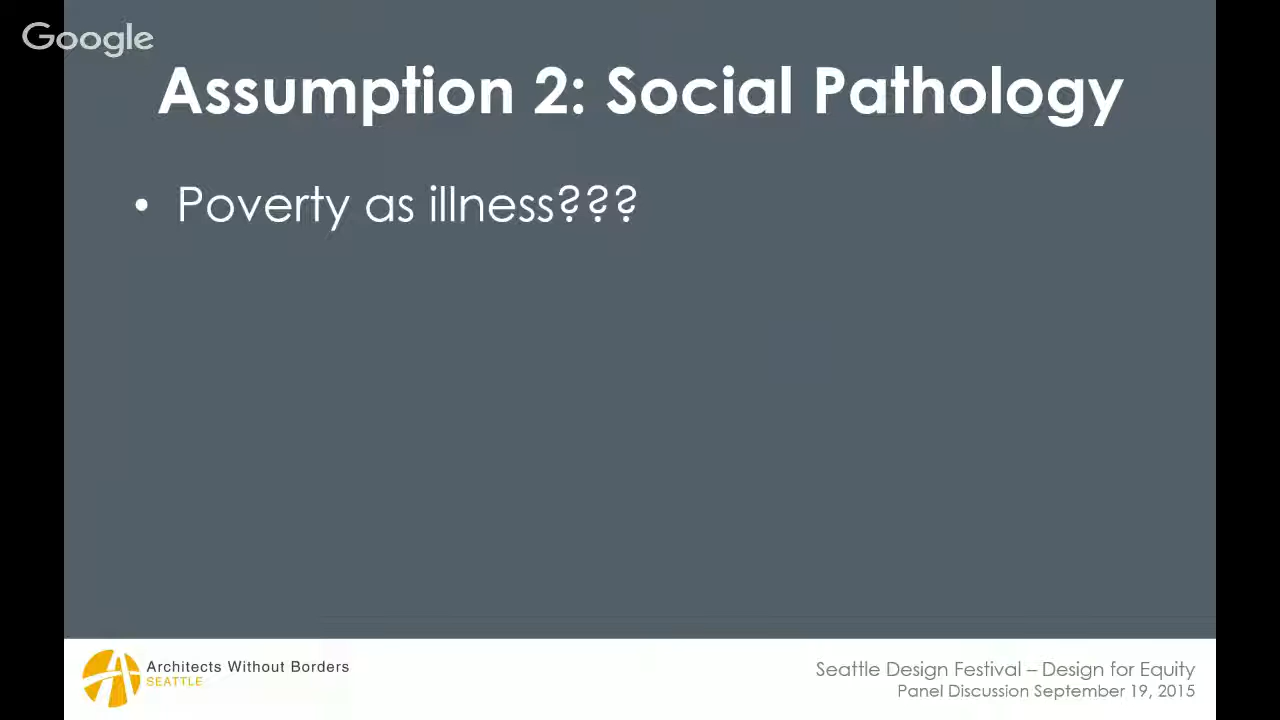 Google
Assumption 2: Social Pathology
• Poverty as illness???
Architects Without Borders
SEATTLE
Seattle Design Festival – Design for Equity
Panel Discussion September 19, 2015